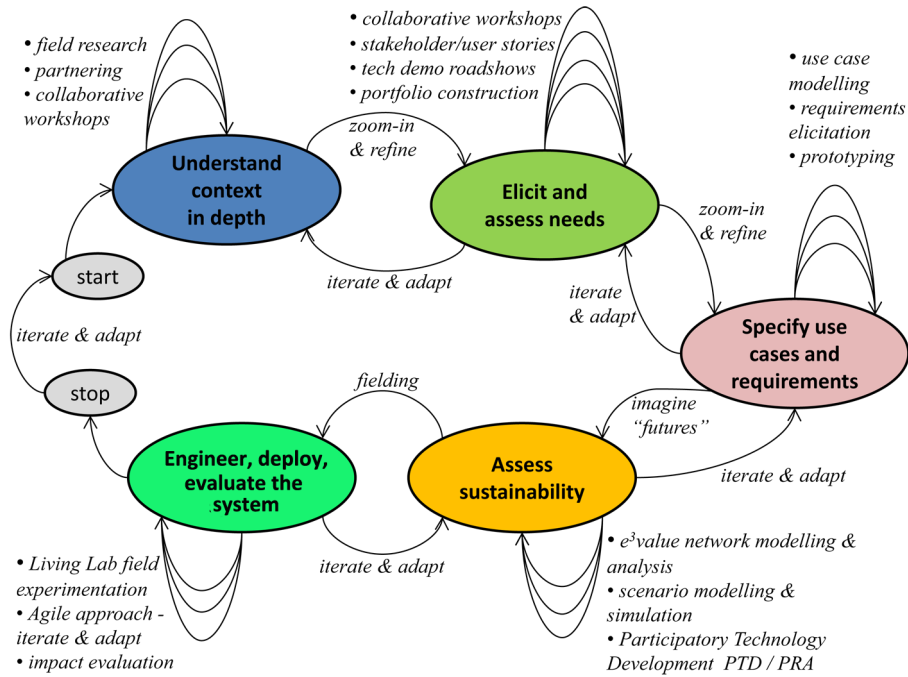 • field research
• partnering
• collaborative
workshops
• collaborative workshops
• stakeholder/user stories
• tech demo roadshows
• portfolio construction
• use case
modelling
• requirements
elicitation
• prototyping
Understand
context
in depth
zoom-in
& refine
Elicit and
assess needs
zoom-in
& refine
iterate & adapt
start
iterate
& adapt
iterate & adapt
Specify use
cases and
requirements
stop
fielding
imagine
“futures”
Engineer, deploy,
evaluate the
system
Assess
sustainability
iterate & adapt
iterate & adapt
• Living Lab field
experimentation
• Agile approach -
iterate & adapt
• impact evaluation
• e³value network modelling &
analysis
• scenario modelling &
simulation
• Participatory Technology
Development PTD / PRA